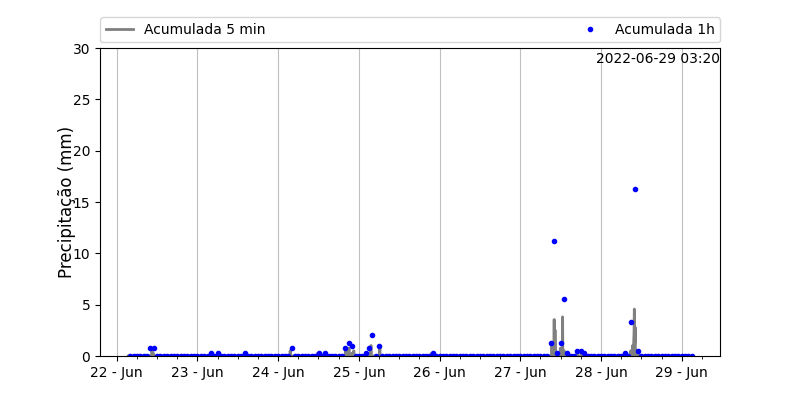 Acumulada 5 min
Acumulada 1h
2022-06-29 03:20
Precipitação (mm)
30
25
20
15
10
5
0
22 - Jun 23 - Jun 24 - Jun 25 - Jun 26 - Jun 27 - Jun 28 - Jun 29 - Jun